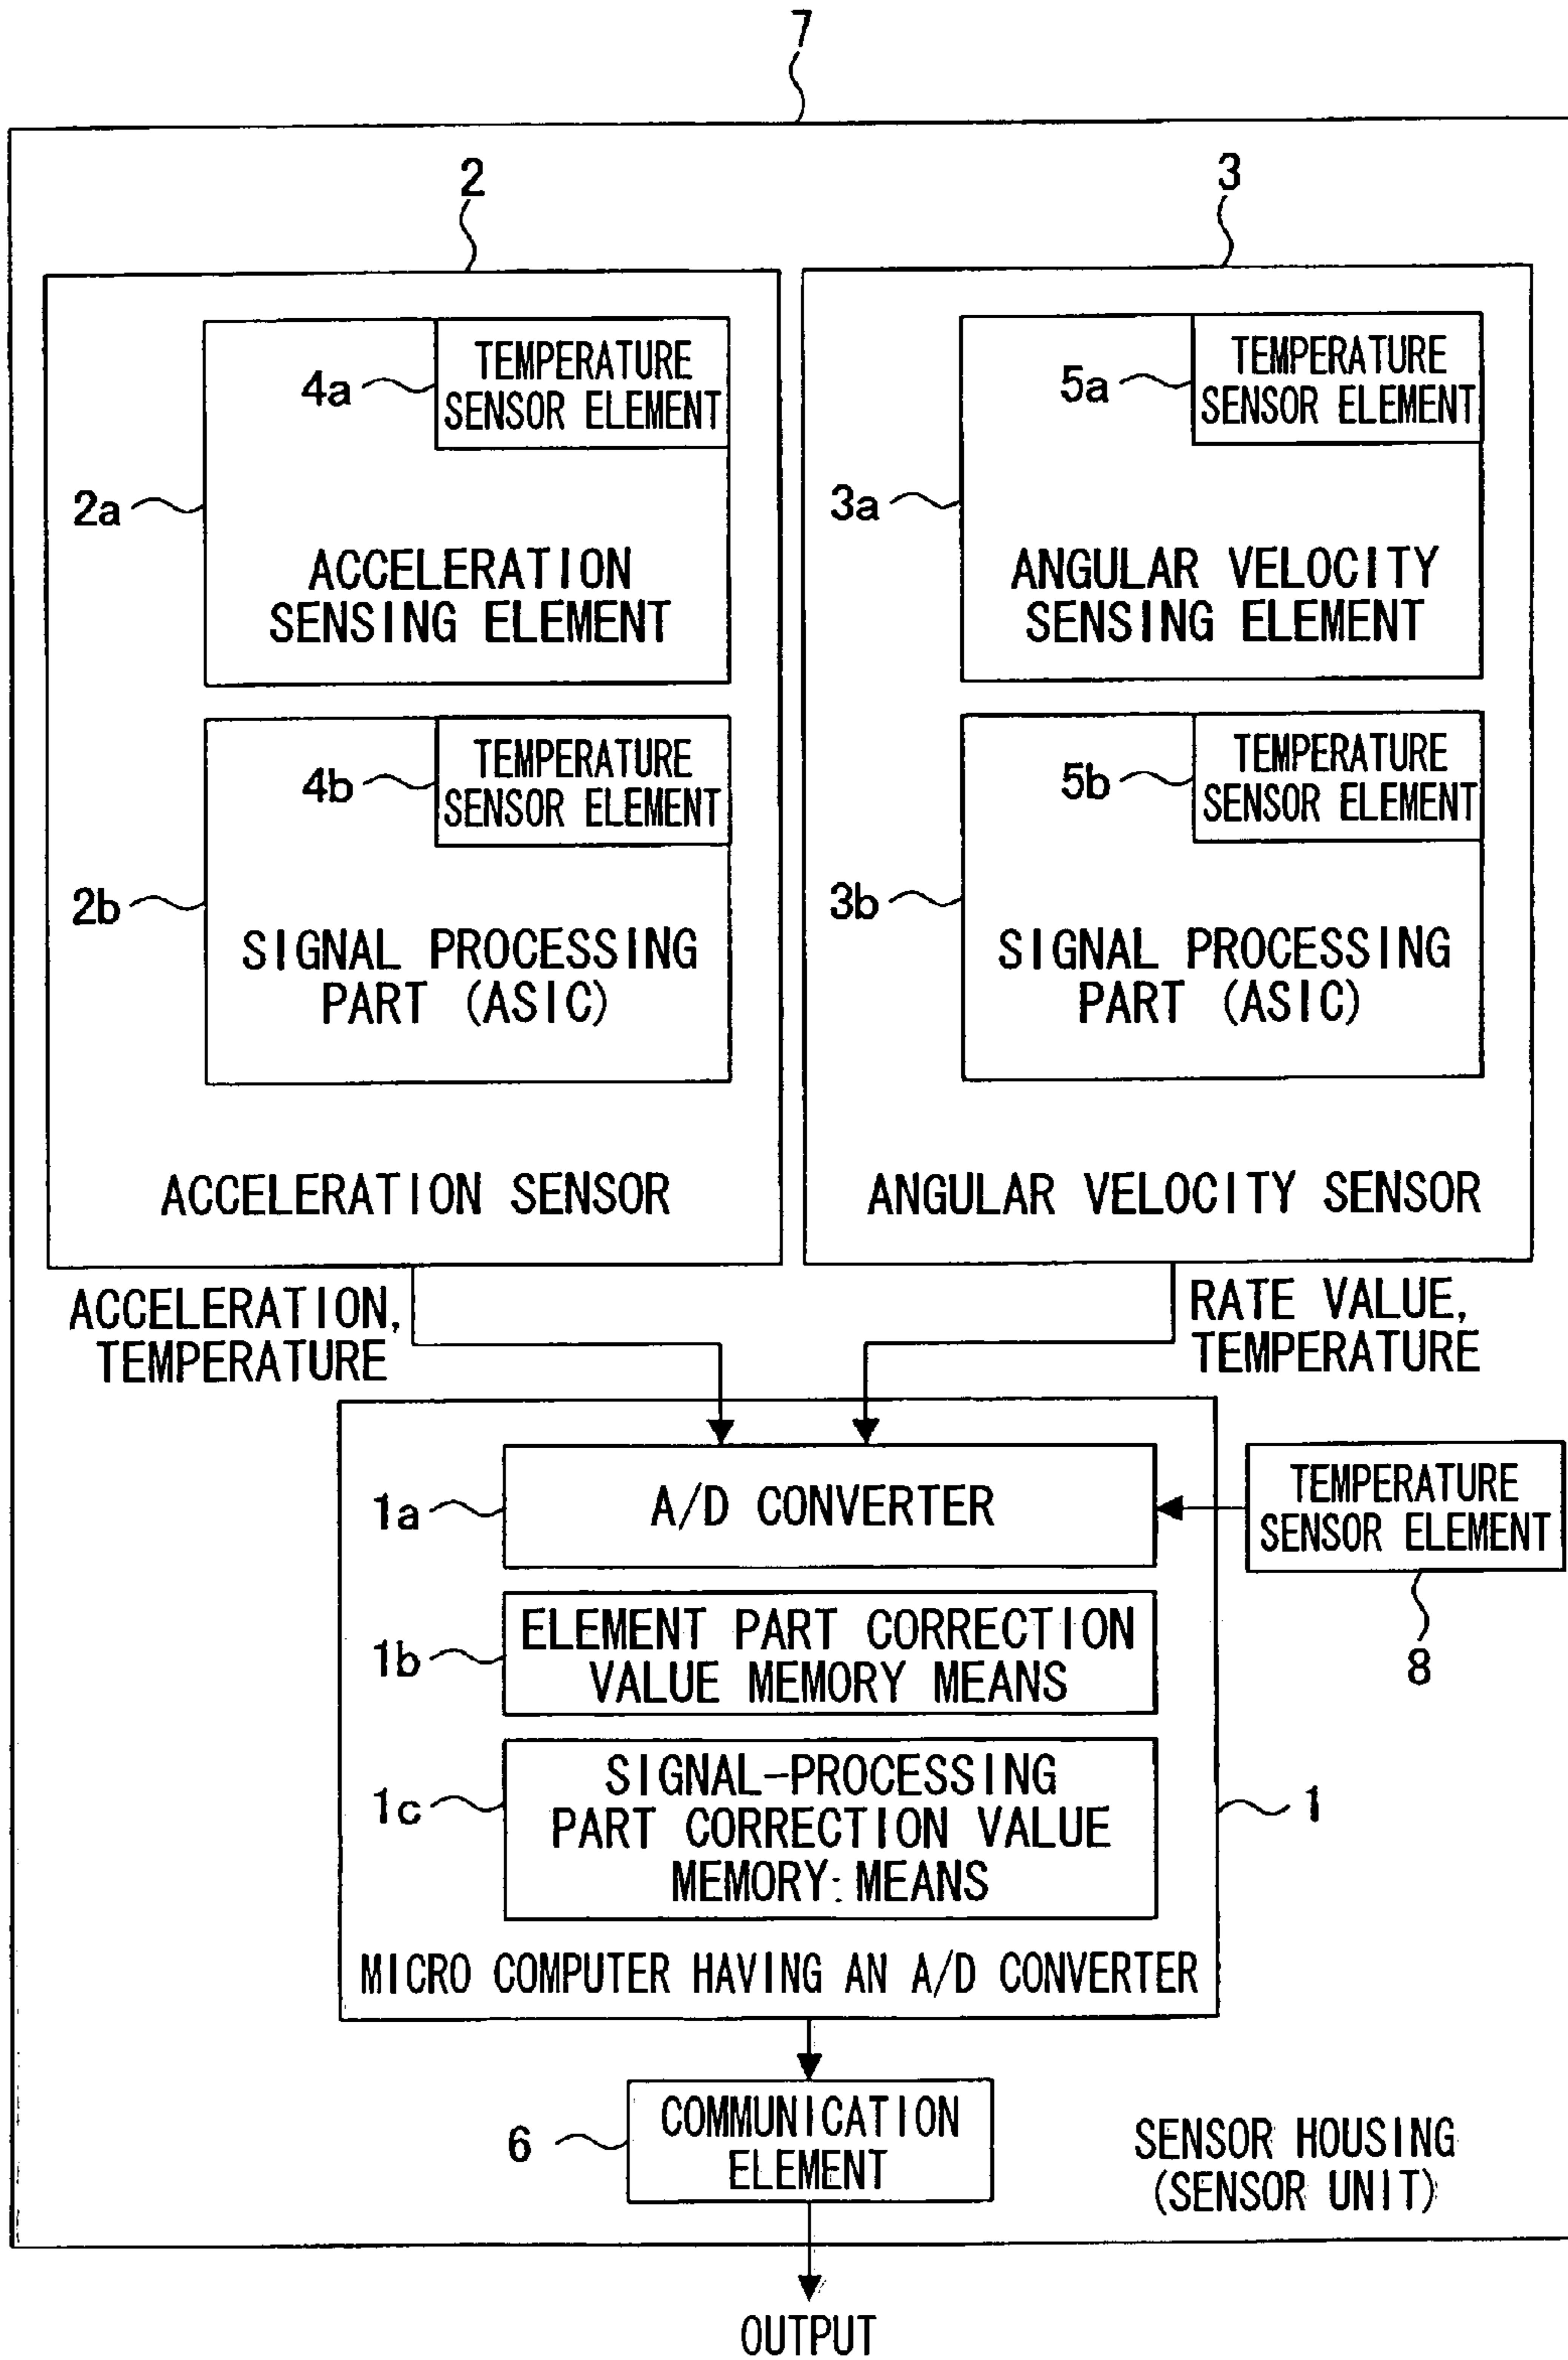 7
2
3
TEMPERATURE
SENSOR ELEMENT
4a
2a
ACCELERATION
SENSING ELEMENT
TEMPERATURE
SENSOR ELEMENT
4b
2b
SIGNAL PROCESSING
PART (ASIC)
ACCELERATION SENSOR
TEMPERATURE
SENSOR ELEMENT
5a
3a
ANGULAR VELOCITY
SENSING ELEMENT
TEMPERATURE
SENSOR ELEMENT
5b
3b
SIGNAL PROCESSING
PART (ASIC)
ANGULAR VELOCITY SENSOR
ACCELERATION,
TEMPERATURE
RATE VALUE,
TEMPERATURE
1a
A/D CONVERTER
TEMPERATURE
SENSOR ELEMENT
8
1b
ELEMENT PART CORRECTION
VALUE MEMORY MEANS
1c
SIGNAL-PROCESSING
PART CORRECTION VALUE
MEMORY MEANS
1
MICRO COMPUTER HAVING AN A/D CONVERTER
6
COMMUNICATION
ELEMENT
SENSOR HOUSING
(SENSOR UNIT)
OUTPUT